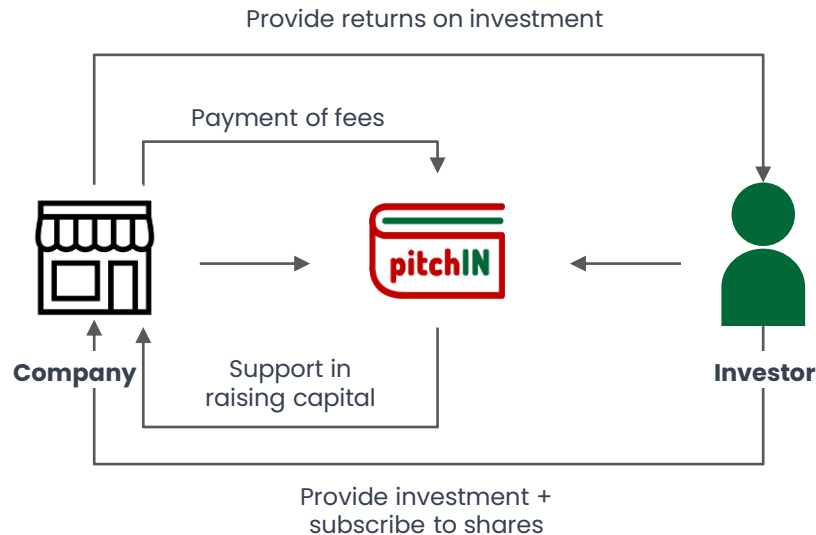 Provide returns on investment
Payment of fees
pitchIN
Company
Support in
raising capital
Investor
Provide investment +
subscribe to shares